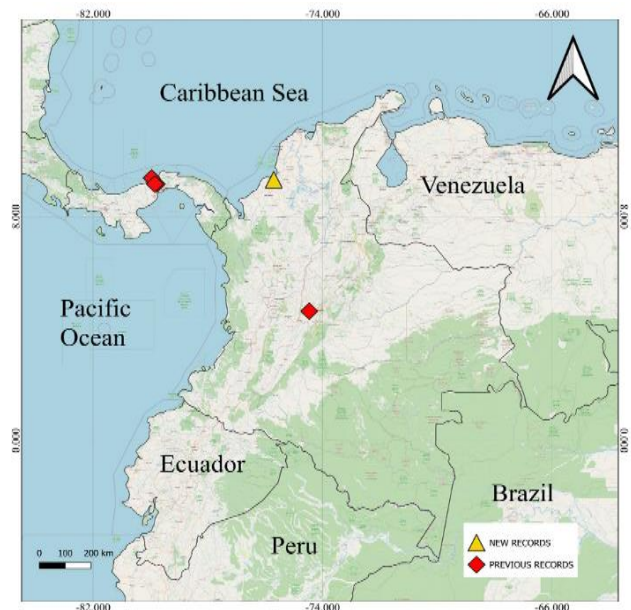 -82.000 -74.000 -66.000
Caribbean Sea
Venezuela
8.000 8.000
Pacific
Ocean
0.000 0.000
Ecuador
Brazil
Peru
NEW RECORDS
PREVIOUS RECORDS
0 100 200 km
-82.000 -74.000 -66.000